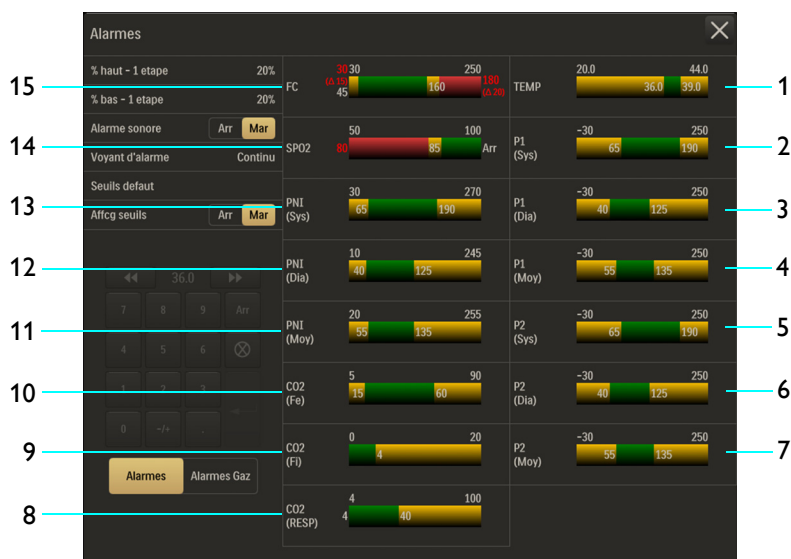 Alarmes
% haut - 1 etape 20%
% bas - 1 etape 20%
Alarme sonore Arr Mar
Voyant d'alarme Continu
Seuils defaut
Affcg seuils Arr Mar
36.0
7 8 9 Arr
4 5 6
1 2 3
0 -/+ .
Alarmes Alarmes Gaz
15
14
13
12
11
10
9
8
FC 30 30 250 180
(Δ 15) 45 160 (Δ 20)
SPO2 50 100
80 85 Arr
PNI
(Sys)
30 270
65 190
PNI
(Dia)
10 245
40 125
PNI
(Moy)
20 255
55 135
CO2
(Fe)
5 90
15 60
CO2
(Fi)
0 20
4
CO2
(RESP)
4 100
4 40
TEMP
20.0 44.0
36.0 39.0
P1
(Sys)
-30 250
65 190
P1
(Dia)
-30 250
40 125
P1
(Moy)
-30 250
55 135
P2
(Sys)
-30 250
65 190
P2
(Dia)
-30 250
40 125
P2
(Moy)
-30 250
55 135
1
2
3
4
5
6
7